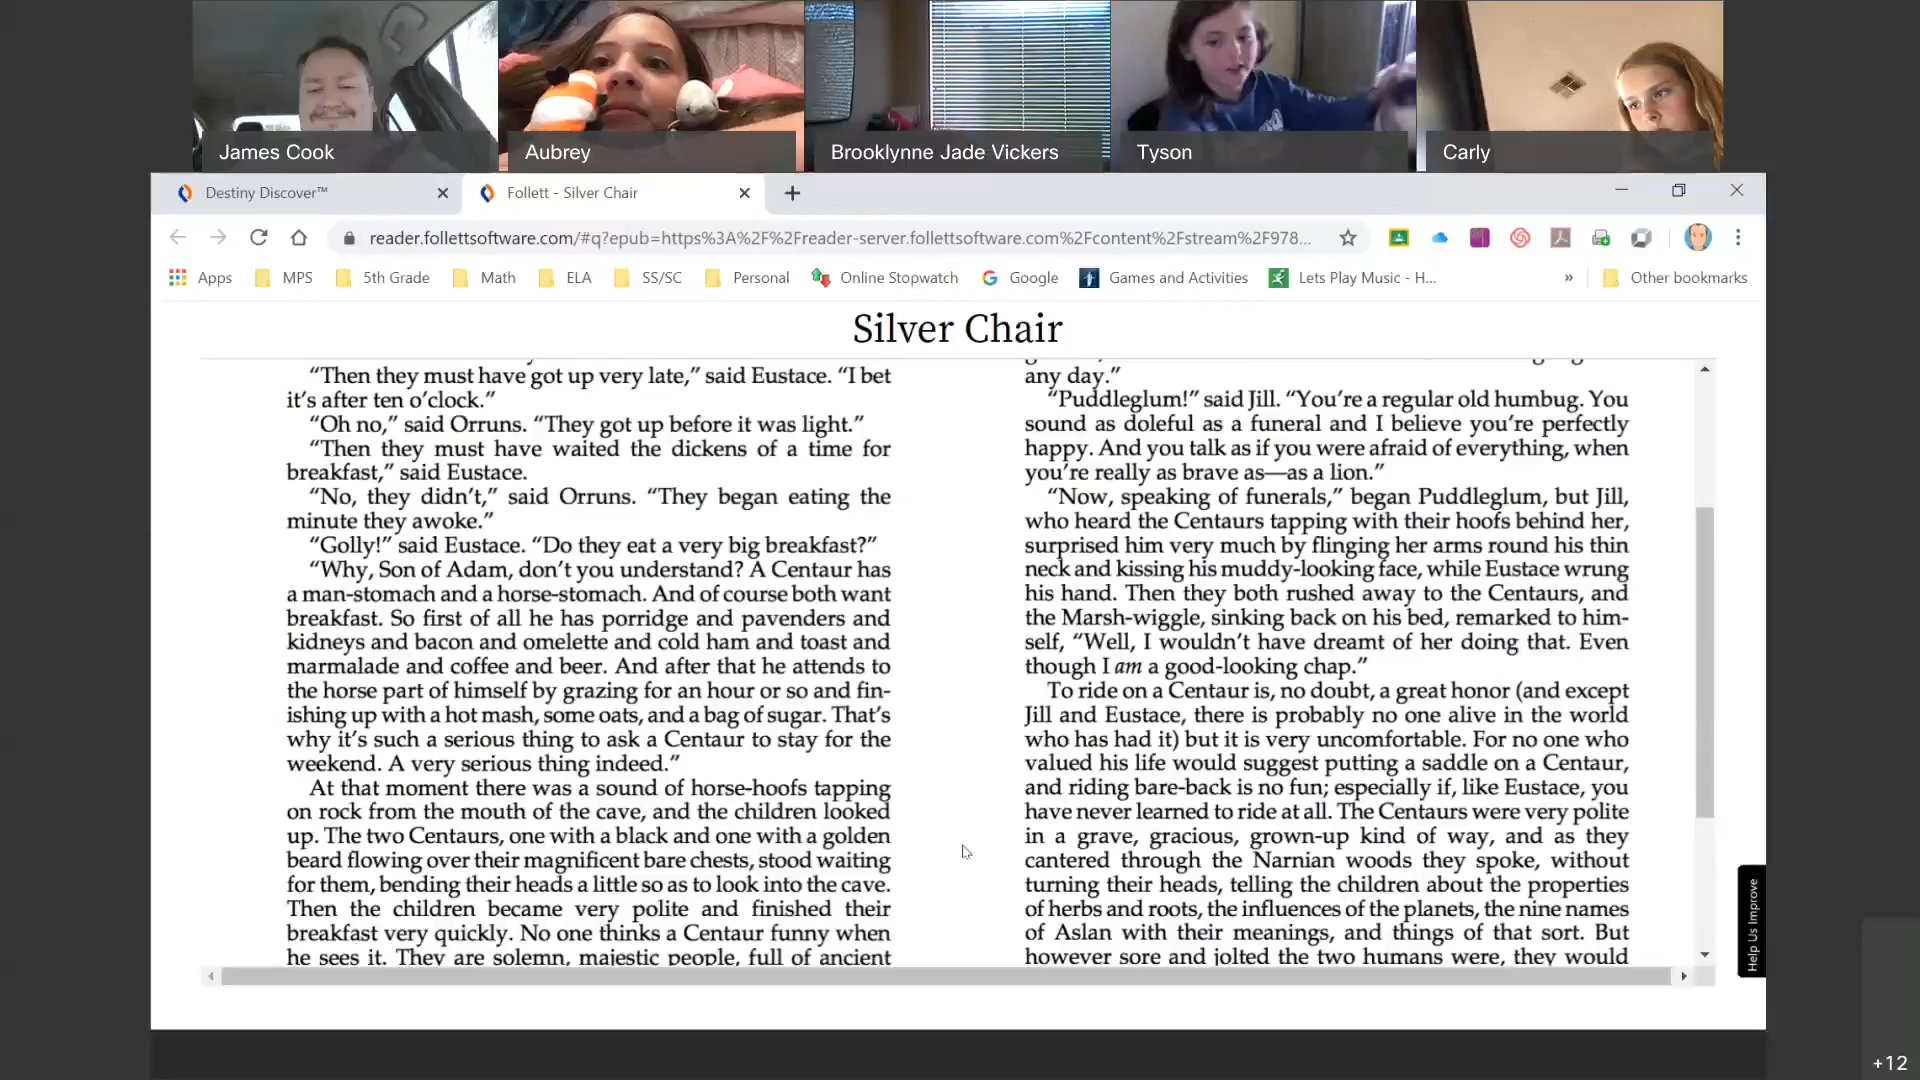 James Cook
Aubrey
Brooklynne Jade Vickers
Tyson
Carly
Destiny Discover™
Follett - Silver Chair
reader.follettsoftware.com/#q?epub=https%3A%2F%2Freader-server.follettsoftware.com%2Fcontent%2Fstream%2F978...
Apps
MPS
5th Grade
Math
ELA
SS/SC
Personal
Online Stopwatch
Google
Games and Activities
Lets Play Music - H...
»
Other bookmarks
Silver Chair
“Then they must have got up very late,” said Eustace. “I bet
it’s after ten o’clock.”
“Oh no,” said Orruns. “They got up before it was light.”
“Then they must have waited the dickens of a time for
breakfast,” said Eustace.
“No, they didn’t,” said Orruns. “They began eating the
minute they awoke.”
“Golly!” said Eustace. “Do they eat a very big breakfast?”
“Why, Son of Adam, don’t you understand? A Centaur has
a man-stomach and a horse-stomach. And of course both want
breakfast. So first of all he has porridge and pavenders and
kidneys and bacon and omelette and cold ham and toast and
marmalade and coffee and beer. And after that he attends to
the horse part of himself by grazing for an hour or so and fin-
ishing up with a hot mash, some oats, and a bag of sugar. That’s
why it’s such a serious thing to ask a Centaur to stay for the
weekend. A very serious thing indeed.”
At that moment there was a sound of horse-hoofs tapping
on rock from the mouth of the cave, and the children looked
up. The two Centaurs, one with a black and one with a golden
beard flowing over their magnificent bare chests, stood waiting
for them, bending their heads a little so as to look into the cave.
Then the children became very polite and finished their
breakfast very quickly. No one thinks a Centaur funny when
he sees it. They are solemn, majestic people, full of ancient
any day.”
“Puddleglum!” said Jill. “You’re a regular old humbug. You
sound as doleful as a funeral and I believe you’re perfectly
happy. And you talk as if you were afraid of everything, when
you’re really as brave as—as a lion.”
“Now, speaking of funerals,” began Puddleglum, but Jill,
who heard the Centaurs tapping with their hoofs behind her,
surprised him very much by flinging her arms round his thin
neck and kissing his muddy-looking face, while Eustace wrung
his hand. Then they both rushed away to the Centaurs, and
the Marsh-wiggle, sinking back on his bed, remarked to him-
self, “Well, I wouldn’t have dreamt of her doing that. Even
though I am a good-looking chap.”
To ride on a Centaur is, no doubt, a great honor (and except
Jill and Eustace, there is probably no one alive in the world
who has had it) but it is very uncomfortable. For no one who
valued his life would suggest putting a saddle on a Centaur,
and riding bare-back is no fun; especially if, like Eustace, you
have never learned to ride at all. The Centaurs were very polite
in a grave, gracious, grown-up kind of way, and as they
cantered through the Narnian woods they spoke, without
turning their heads, telling the children about the properties
of herbs and roots, the influences of the planets, the nine names
of Aslan with their meanings, and things of that sort. But
however sore and jolted the two humans were, they would
Help Us Improve
+12